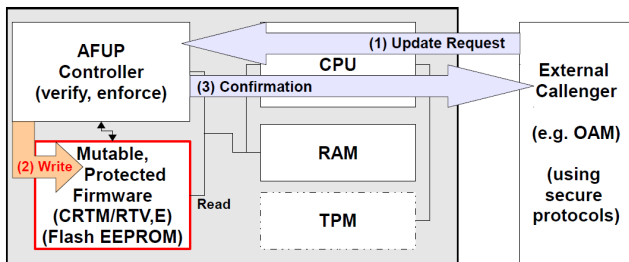 AFUP
Controller
(verify, enforce)
(1) Update Request
CPU
(3) Confirmation
External
Callenger
(e.g. OAM)
(using
secure
protocols)
(2) Write
Mutable,
Protected
Firmware
(CRTM/RTV,E)
(Flash EEPROM)
Read
RAM
TPM